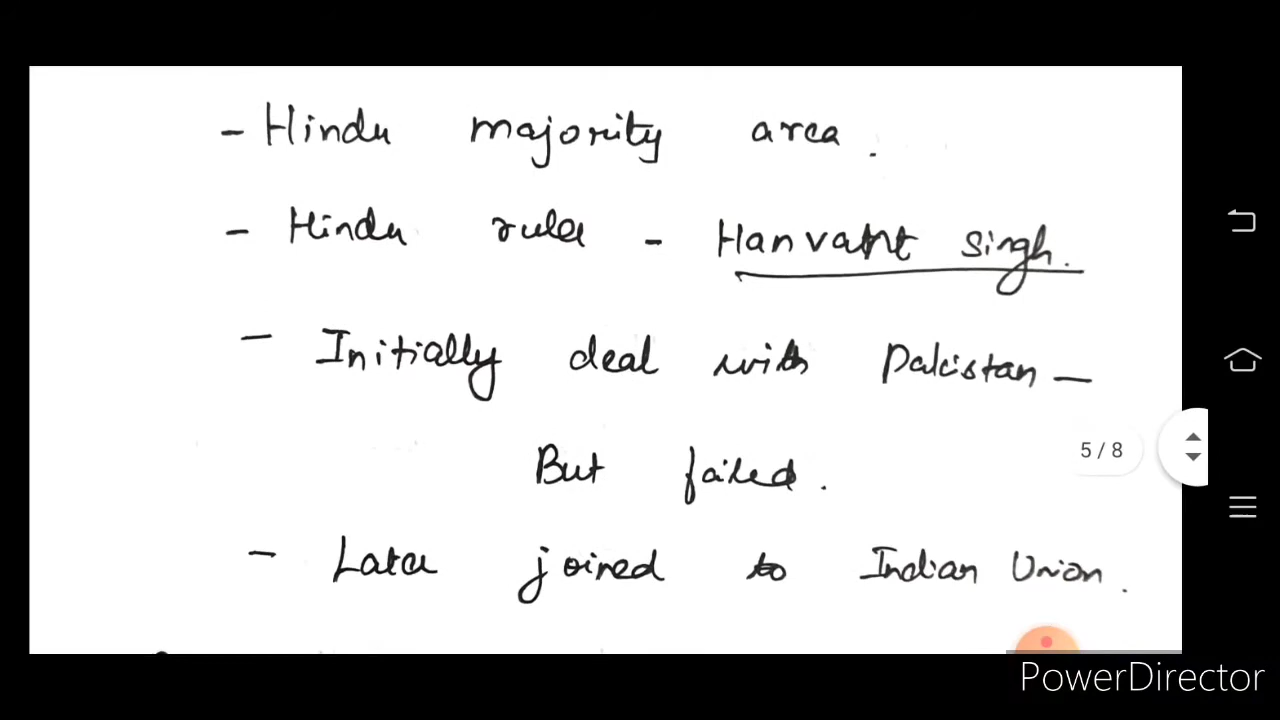 - Hindu majority area.
- Hindu ruler - Hanvant Singh.
- Initially deal with Pakistan -
But failed.
5 / 8
- Later joined to Indian Union.
PowerDirector